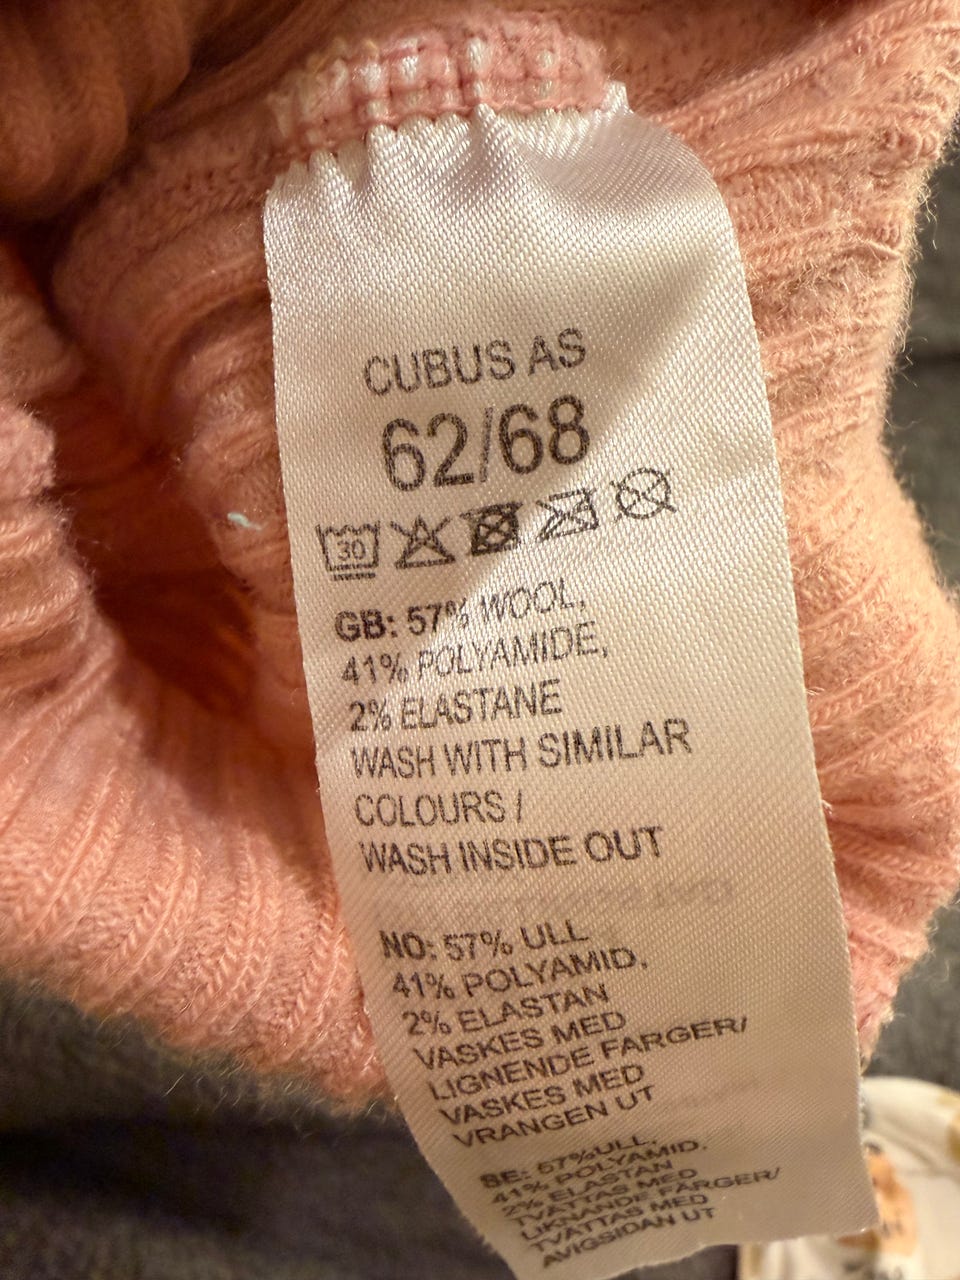 CUBUS AS
62/68
30
GB: 57% WOOL,
41% POLYAMIDE,
2% ELASTANE
WASH WITH SIMILAR
COLOURS /
WASH INSIDE OUT
NO: 57% ULL
41% POLYAMID,
2% ELASTAN
VASKES MED
LIGNENDE FARGER/
VASKES MED
VRANGEN UT
SE: 57%ULL,
41% POLYAMID,
2% ELASTAN
TVÄTTAS MED
LIKNANDE FÄRGER/
TVÄTTAS MED
AVIGSIDAN UT